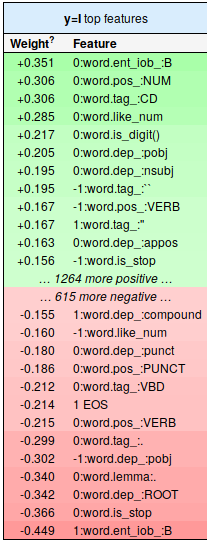 y=I top features
Weight? Feature
+0.351 0:word.ent_iob_:B
+0.306 0:word.pos_:NUM
+0.306 0:word.tag_:CD
+0.285 0:word.like_num
+0.217 0:word.is_digit()
+0.205 0:word.dep_:pobj
+0.195 0:word.dep_:nsubj
+0.195 -1:word.tag_:``
+0.167 -1:word.pos_:VERB
+0.167 1:word.tag_:''
+0.163 0:word.dep_:appos
+0.156 -1:word.is_stop
… 1264 more positive …
… 615 more negative …
-0.155 1:word.dep_:compound
-0.160 -1:word.like_num
-0.180 0:word.dep_:punct
-0.186 0:word.pos_:PUNCT
-0.212 0:word.tag_:VBD
-0.214 1 EOS
-0.215 0:word.pos_:VERB
-0.299 0:word.tag_:.
-0.302 -1:word.dep_:pobj
-0.340 0:word.lemma:.
-0.342 0:word.dep_:ROOT
-0.366 0:word.is_stop
-0.449 1:word.ent_iob_:B